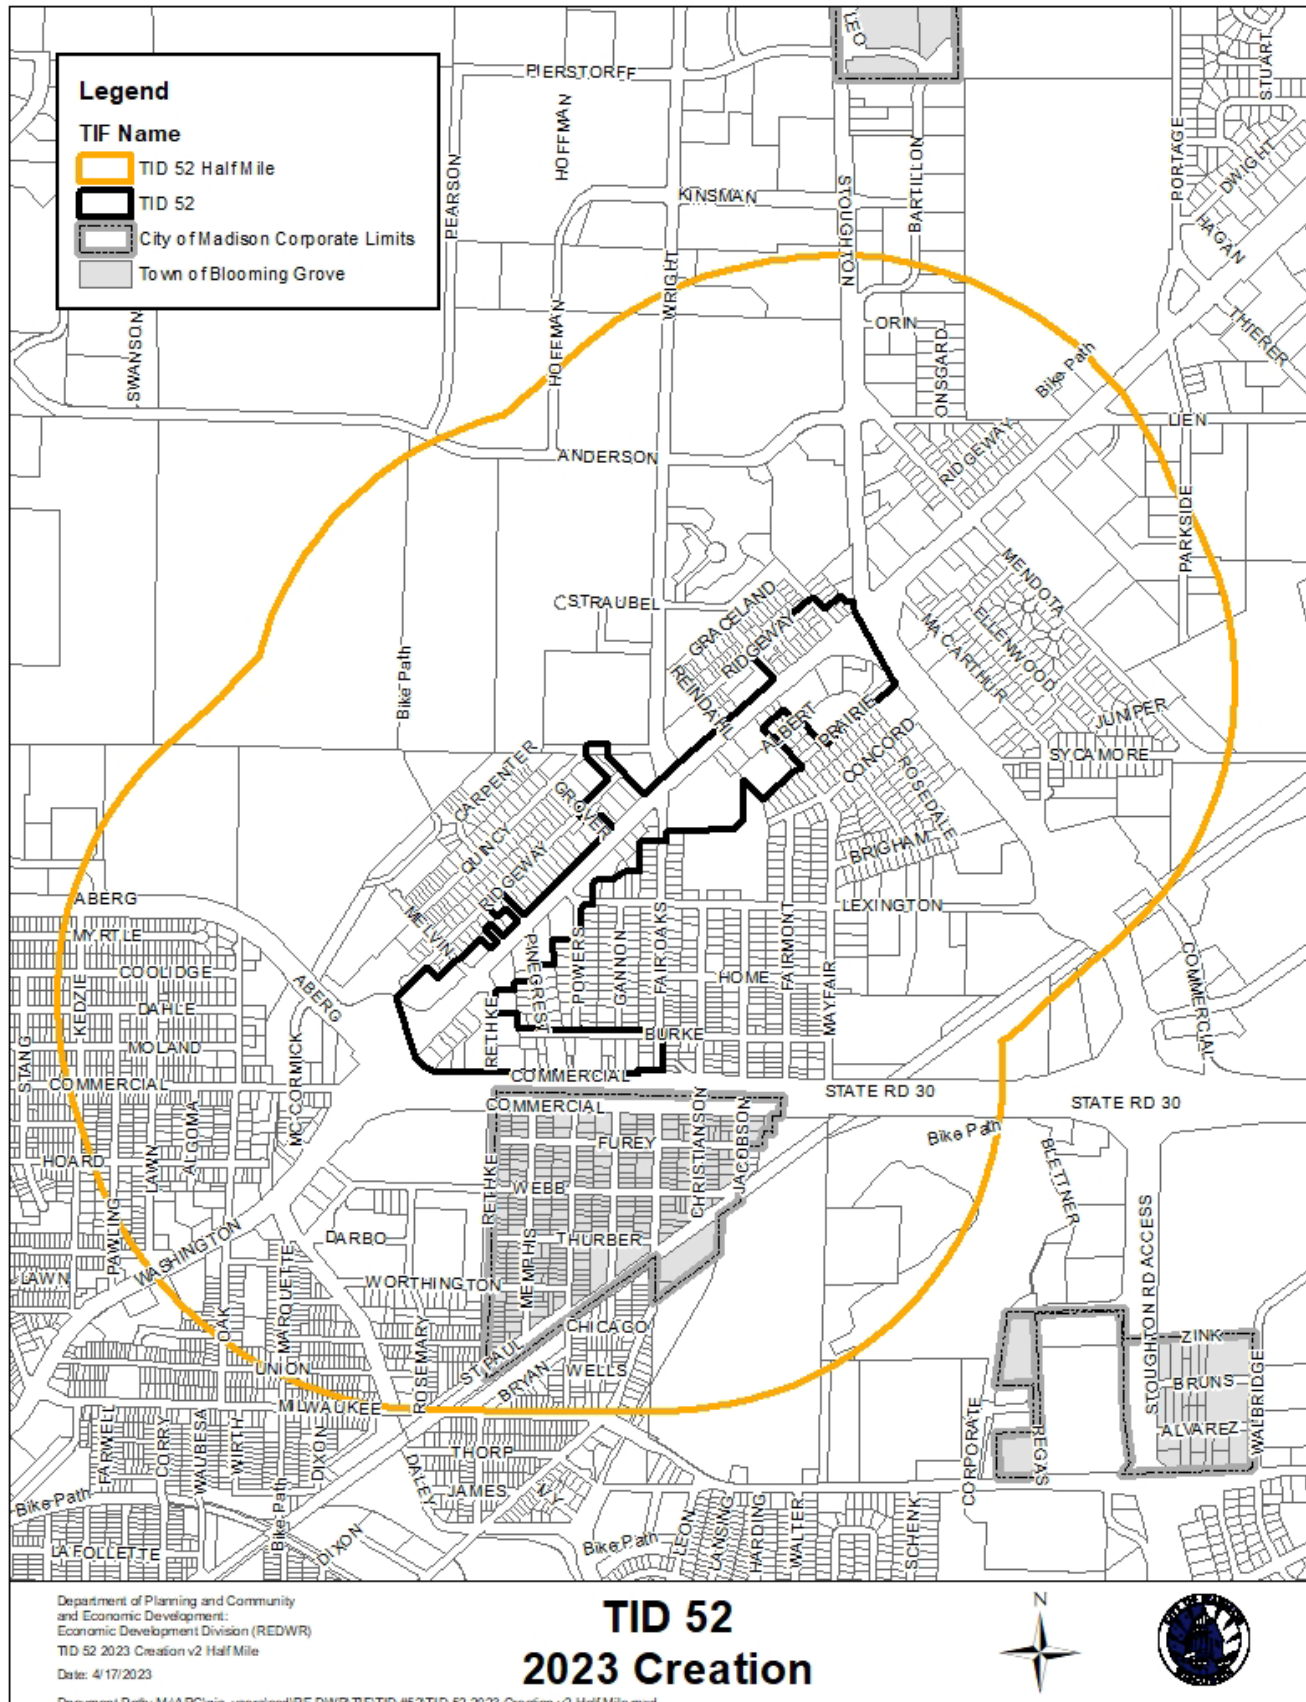 Legend
TIF Name
TID 52 Half Mile
TID 52
City of Madison Corporate Limits
Town of Blooming Grove
LEO
STUART
PIERSTORFF
HOFFMAN
PORTAGE
DWIGHT
PEARSON
KINSMAN
STOUGHTON
BARTILLON
HAGAN
WRIGHT
SWANSON
HOFFMAN
ORIN
ONSGARD
THIERER
Bike Path
LIEN
ANDERSON
RIDGEWAY
PARKSIDE
MENDOTA
STRAUBEL
GRACELAND
RIDGEWAY
REINDAHL
MACARTHUR
ELLENWOOD
JUNIPER
SYCAMORE
Bike Path
ALBERT
PRAIRIE
CONCORD
ROSEDALE
CARPENTER
GROVER
QUINCY
RIDGEWAY
MELVIN
BRIGHAM
LEXINGTON
ABERG
MYRTLE
COOLIDGE
KEDZIE
DAHLE
MOLAND
STANG
COMMERCIAL
ABERG
MCCORMICK
RETHKE
PINECREST
POWERS
GANNON
FAIR OAKS
HOME
FAIRMONT
MAYFAIR
COMMERCIAL
BURKE
COMMERCIAL
STATE RD 30
STATE RD 30
COMMERCIAL
FUREY
CHRISTIANSON
JACOBSON
Bike Path
BLETTNER
HOARD
LAWN
ALGOMA
RETHKE
WEBB
PAWLING
WASHINGTON
DARBO
THURBER
MEMPHIS
STOUGHTON RD ACCESS
LAWN
OAK
MARQUETTE
WORTHINGTON
CHICAGO
ROSEMARY
ST PAUL
BRYAN
WELLS
UNION
MILWAUKEE
ZINK
BRUNS
ALVAREZ
WALBRIDGE
CORPORATE
REGAS
FARWELL
CORRY
WAUBESA
WIRTH
DIXON
Bike Path
THORP
DALEY
JAMES
IVY
Bike Path
LAFOLLETTE
DIXON
Bike Path
LEON
LANSING
HARDING
WALTER
SCHENK
Department of Planning and Community
and Economic Development:
Economic Development Division (REDWR)
TID 52 2023 Creation v2 Half Mile
Date: 4/17/2023
TID 52
2023 Creation
N